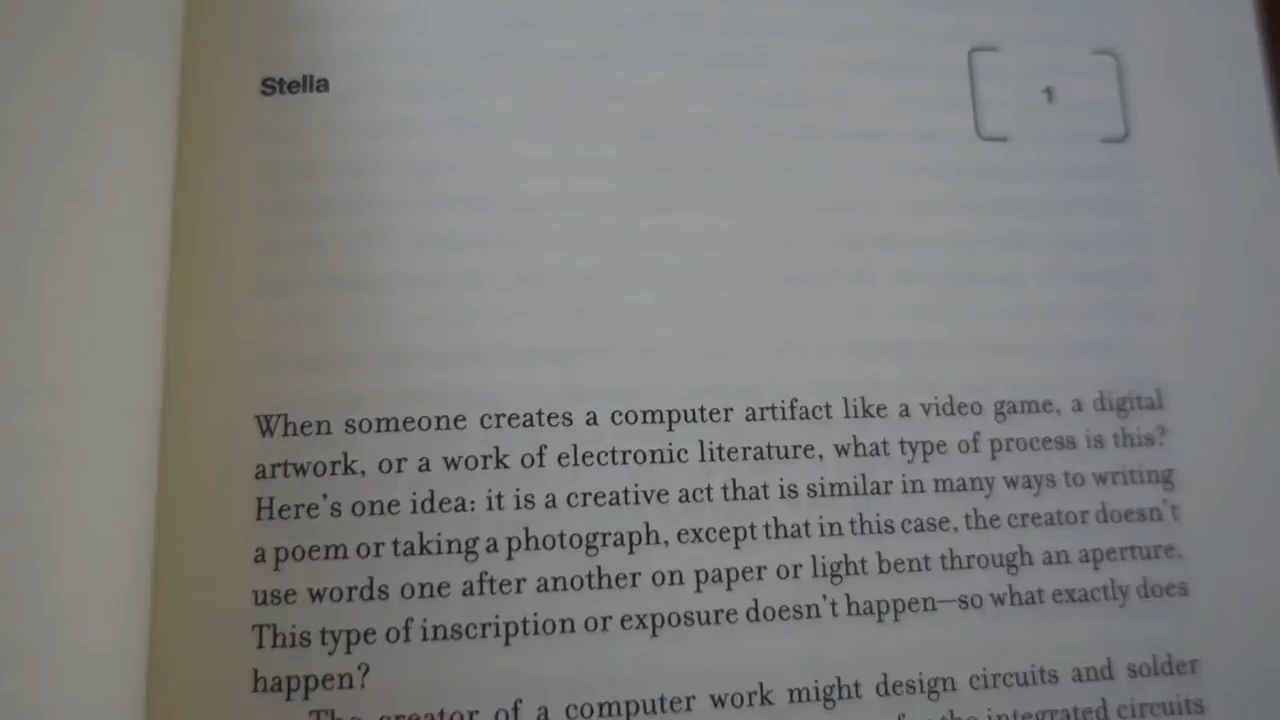 Stella
1
When someone creates a computer artifact like a video game, a digital
artwork, or a work of electronic literature, what type of process is this?
Here's one idea: it is a creative act that is similar in many ways to writing
a poem or taking a photograph, except that in this case, the creator doesn't
use words one after another on paper or light bent through an aperture.
This type of inscription or exposure doesn't happen—so what exactly does
happen?
The creator of a computer work might design circuits and solder
the integrated circuits